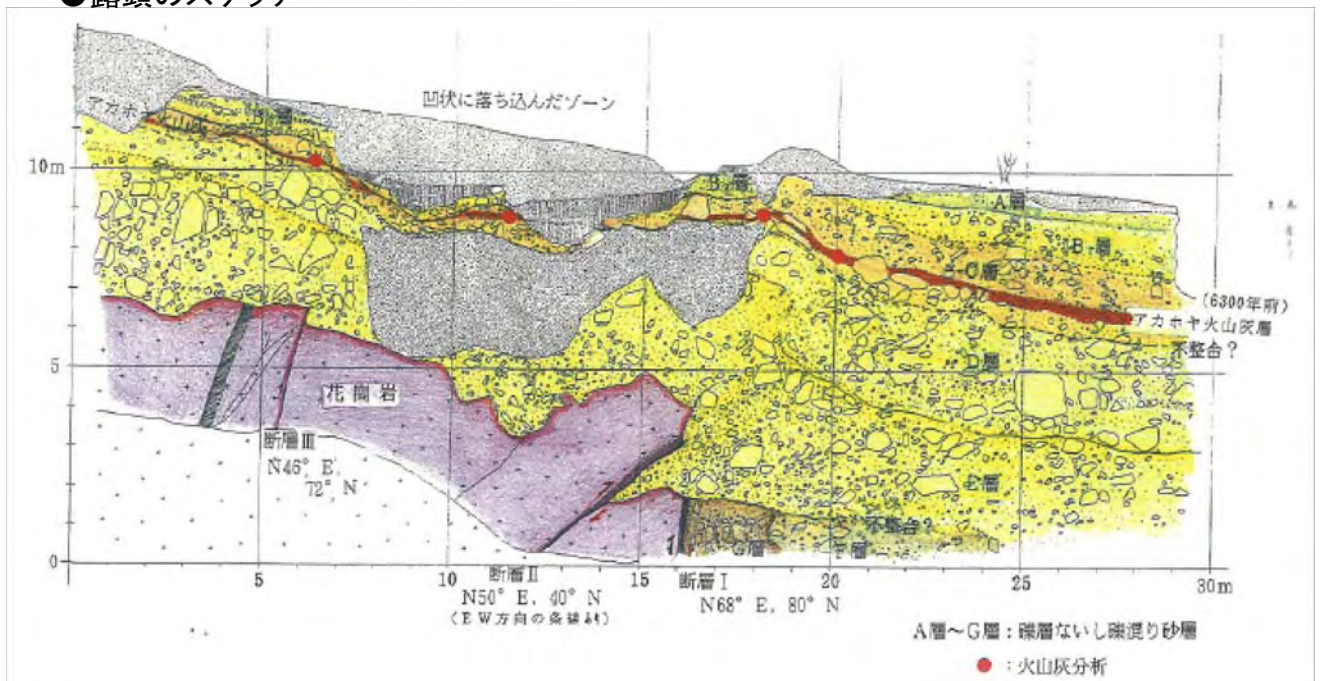 ●露頭のスケッチ
凹状に落ち込んだゾーン
アカホヤ
B層
10m
B層
A層
B層
C層
(6300年前)
アカホヤ火山灰層
不整合?
D層
5
花崗岩
断層Ⅲ
N46°E,
72°N
E層
不整合?
G層
F層
0
5
10
15
20
25
30m
断層Ⅱ
N50°E, 40°N
(EW方向の条線あり)
断層Ⅰ
N68°E, 80°N
A層~G層:礫層ないし礫混り砂層
●:火山灰分析